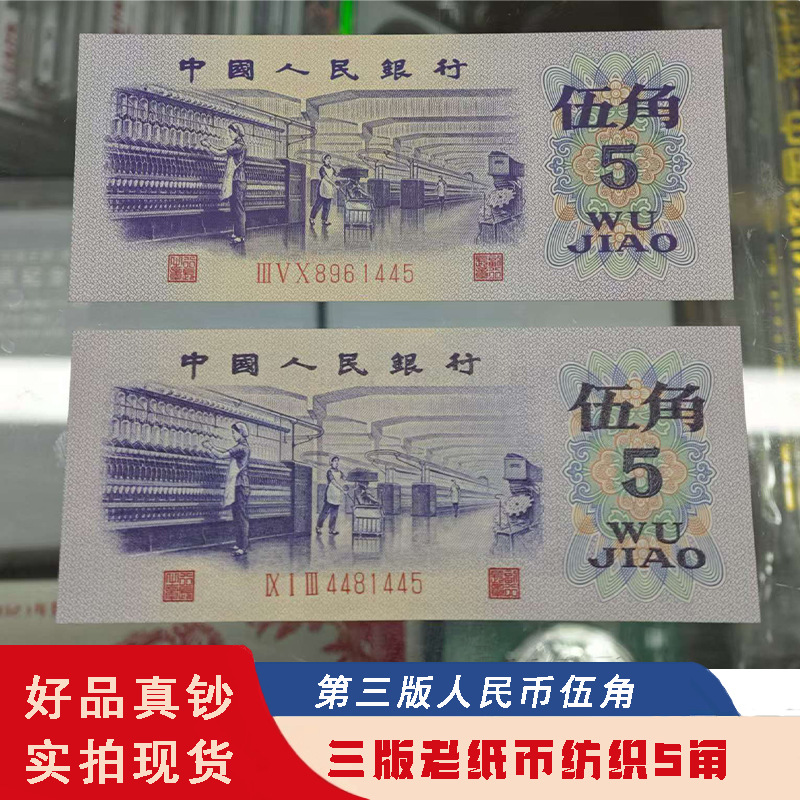 中國人民銀行
伍角
5
WU
JIAO
ⅢⅤⅩ8961445
中國人民銀行
伍角
5
WU
JIAO
ⅨⅠⅢ4481445
好品真钞
实拍现货
第三版人民币伍角
三版老纸币纺织5角